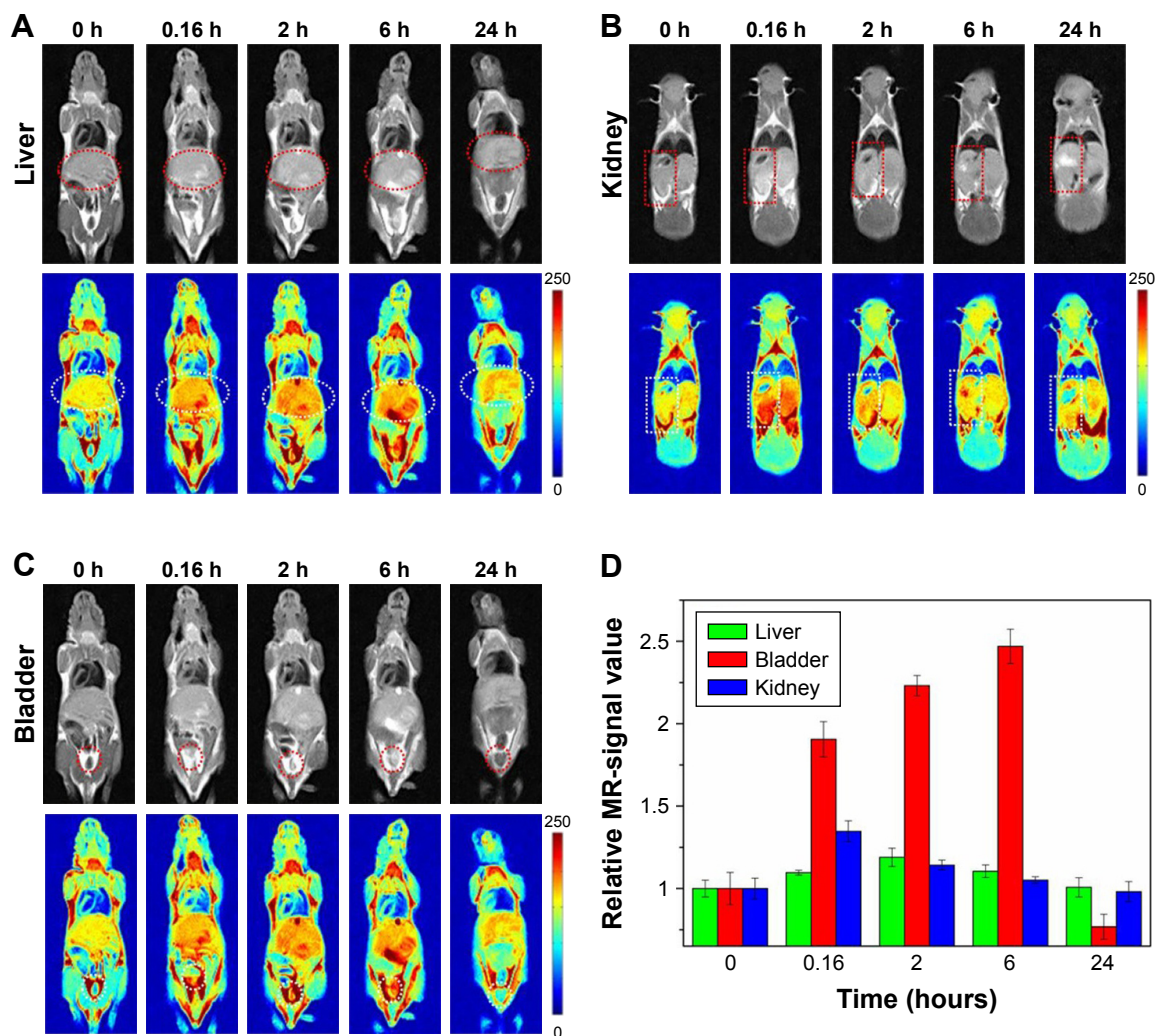 A
0 h 0.16 h 2 h 6 h 24 h
Liver
250
0
B
0 h 0.16 h 2 h 6 h 24 h
Kidney
250
0
C
0 h 0.16 h 2 h 6 h 24 h
Bladder
250
0
D
Relative MR-signal value
2.5
2
1.5
1
Liver
Bladder
Kidney
0 0.16 2 6 24
Time (hours)